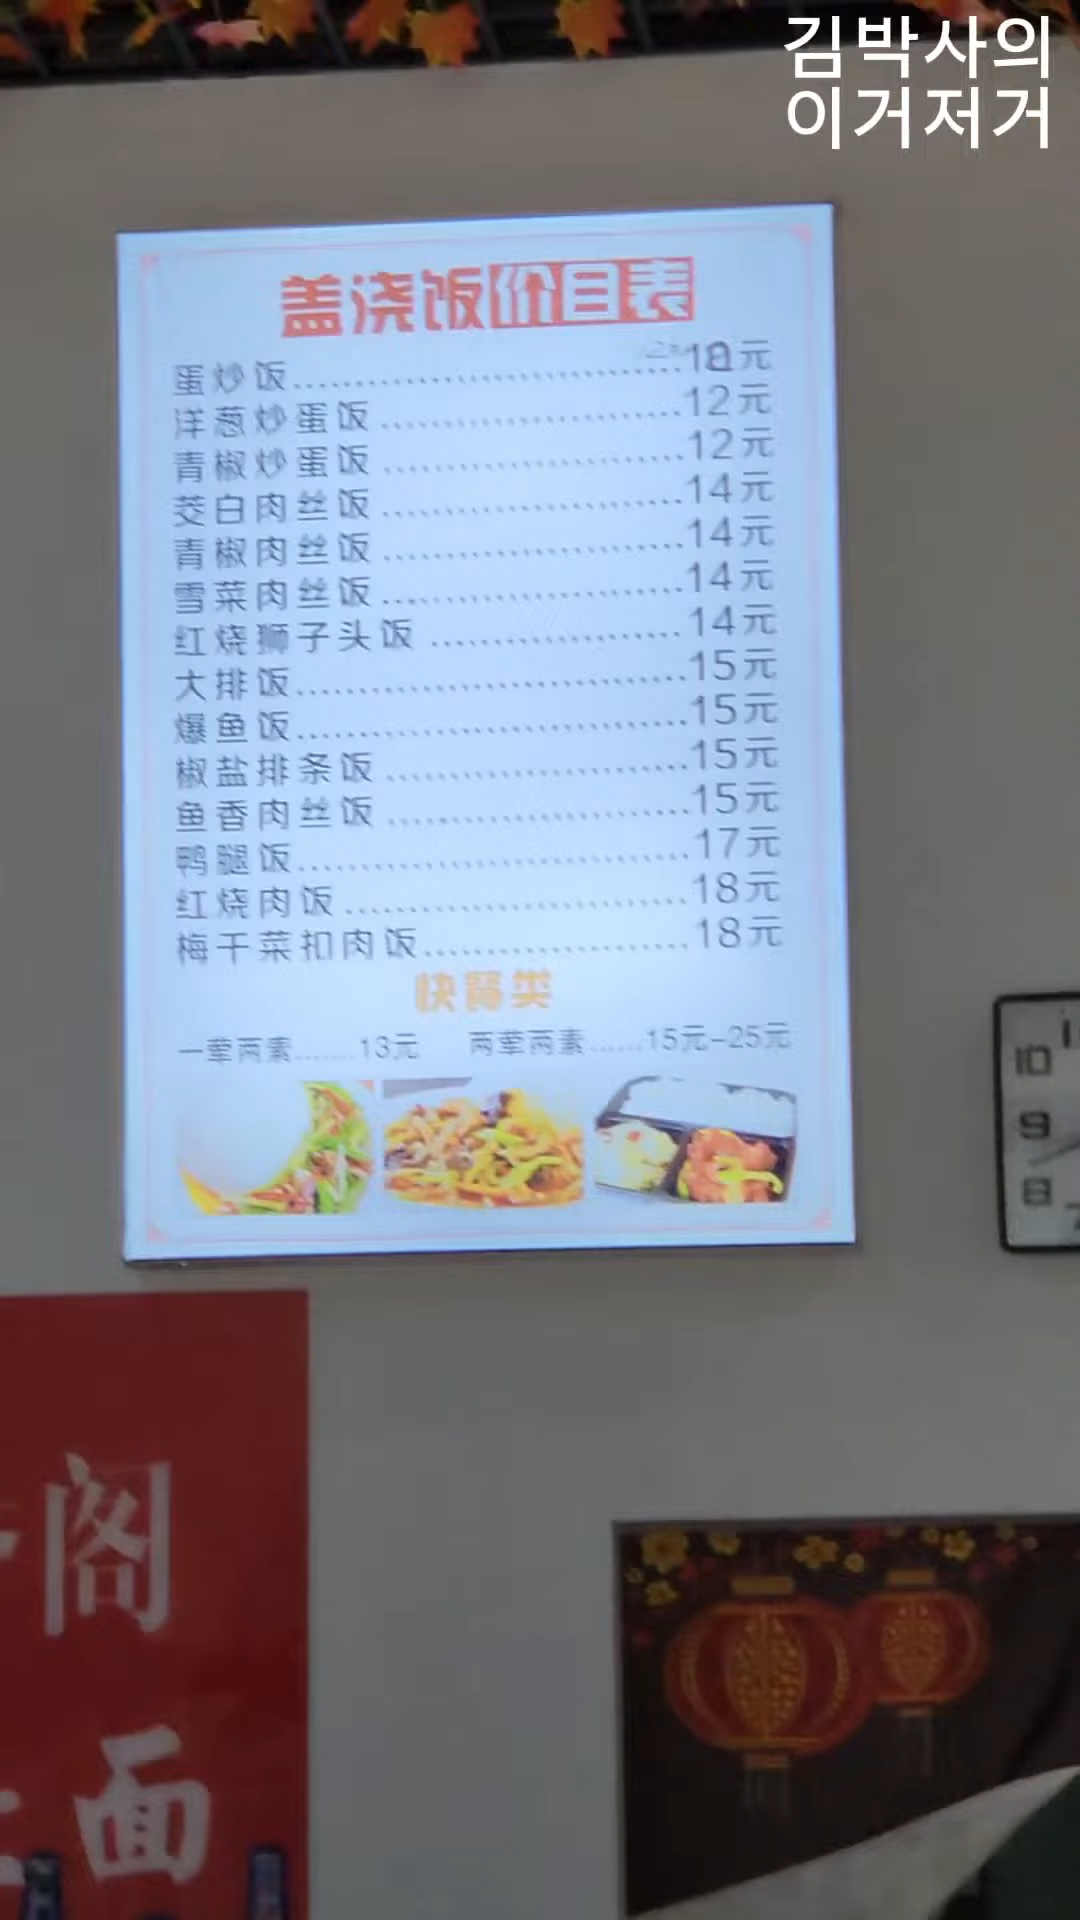 김박사의
이거저거
盖浇饭价目表
蛋炒饭..............................元
洋葱炒蛋饭.......................12元
青椒炒蛋饭.......................12元
茭白肉丝饭.......................14元
青椒肉丝饭.......................14元
雪菜肉丝饭.......................14元
红烧狮子头饭....................14元
大排饭..............................15元
爆鱼饭..............................15元
椒盐排条饭.......................15元
鱼香肉丝饭.......................15元
鸭腿饭..............................17元
红烧肉饭..........................18元
梅干菜扣肉饭....................18元
快餐类
一荤两素.......13元 两荤两素......15元-25元
10
9
8
阁
面